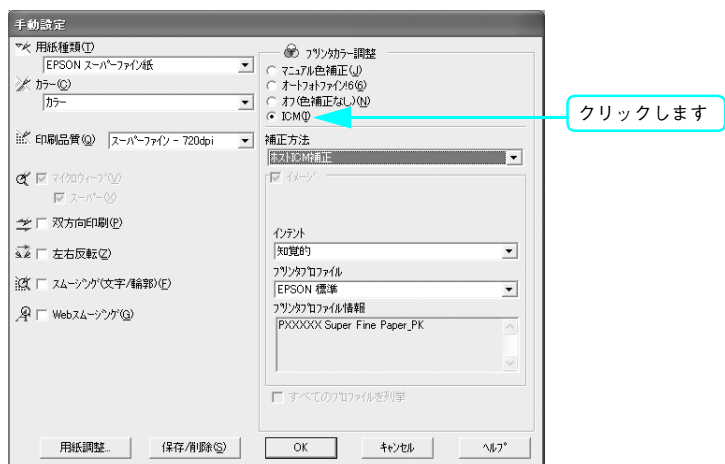 手動設定
用紙種類(T)
EPSON スーパーファイン紙
カラー(C)
カラー
印刷品質(Q) スーパーファイン - 720dpi
マイクロウィーブ(V)
スーパー(X)
双方向印刷(P)
左右反転(Z)
スムージング(文字/輪郭)(F)
Webスムージング(G)
プリンタカラー調整
マニュアル色補正(J)
オートフォトファイン!6(G)
オフ(色補正なし)(N)
ICM(I)
クリックします
補正方法
ホストICM補正
イメージ
インテント
知覚的
プリンタプロファイル
EPSON 標準
プリンタプロファイル情報
PXXXXX Super Fine Paper_PK
すべてのプロファイルを列挙
用紙調整... 保存/削除(S) OK キャンセル ヘルプ